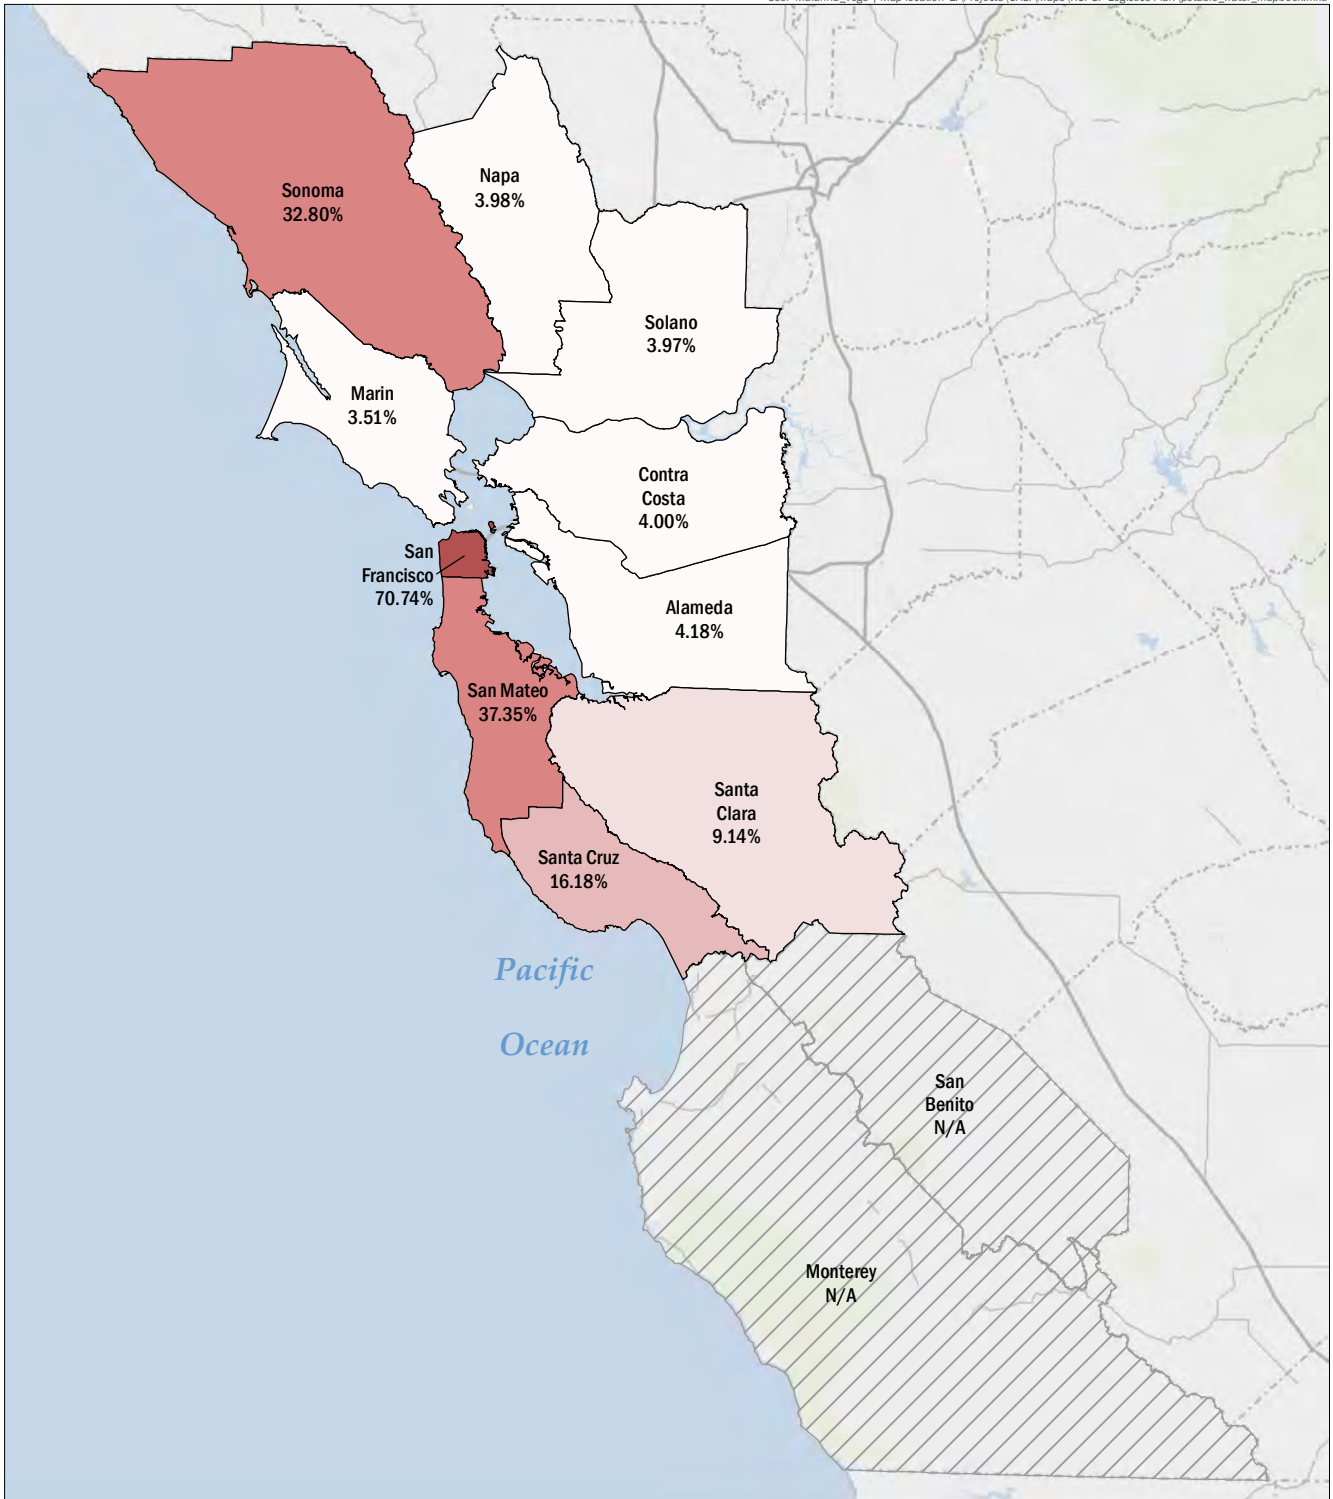 Sonoma
32.80%
Napa
3.98%
Solano
3.97%
Marin
3.51%
Contra
Costa
4.00%
San
Francisco
70.74%
Alameda
4.18%
San Mateo
37.35%
Santa
Clara
9.14%
Santa Cruz
16.18%
Pacific
Ocean
San
Benito
N/A
Monterey
N/A